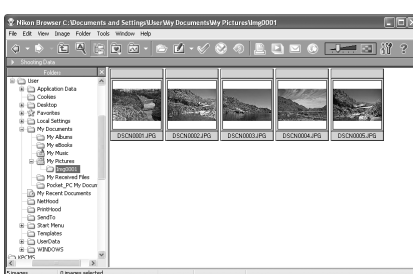 Nikon Browser C:\Documents and Settings\User\My Documents\My Pictures\Img0001
File Edit View Image Folder Tools Window Help
Shooting Data
Folders
User
Application Data
Cookies
Desktop
Favorites
Local Settings
My Documents
My Albums
My eBooks
My Music
My Pictures
Img0001
My Received Files
Pocket_PC My Docum
My Recent Documents
NetHood
PrintHood
SendTo
Start Menu
Templates
UserData
WINDOWS
KPCMS
DSCN0001.JPG DSCN0002.JPG DSCN0003.JPG DSCN0004.JPG DSCN0005.JPG
5 images 0 images selected